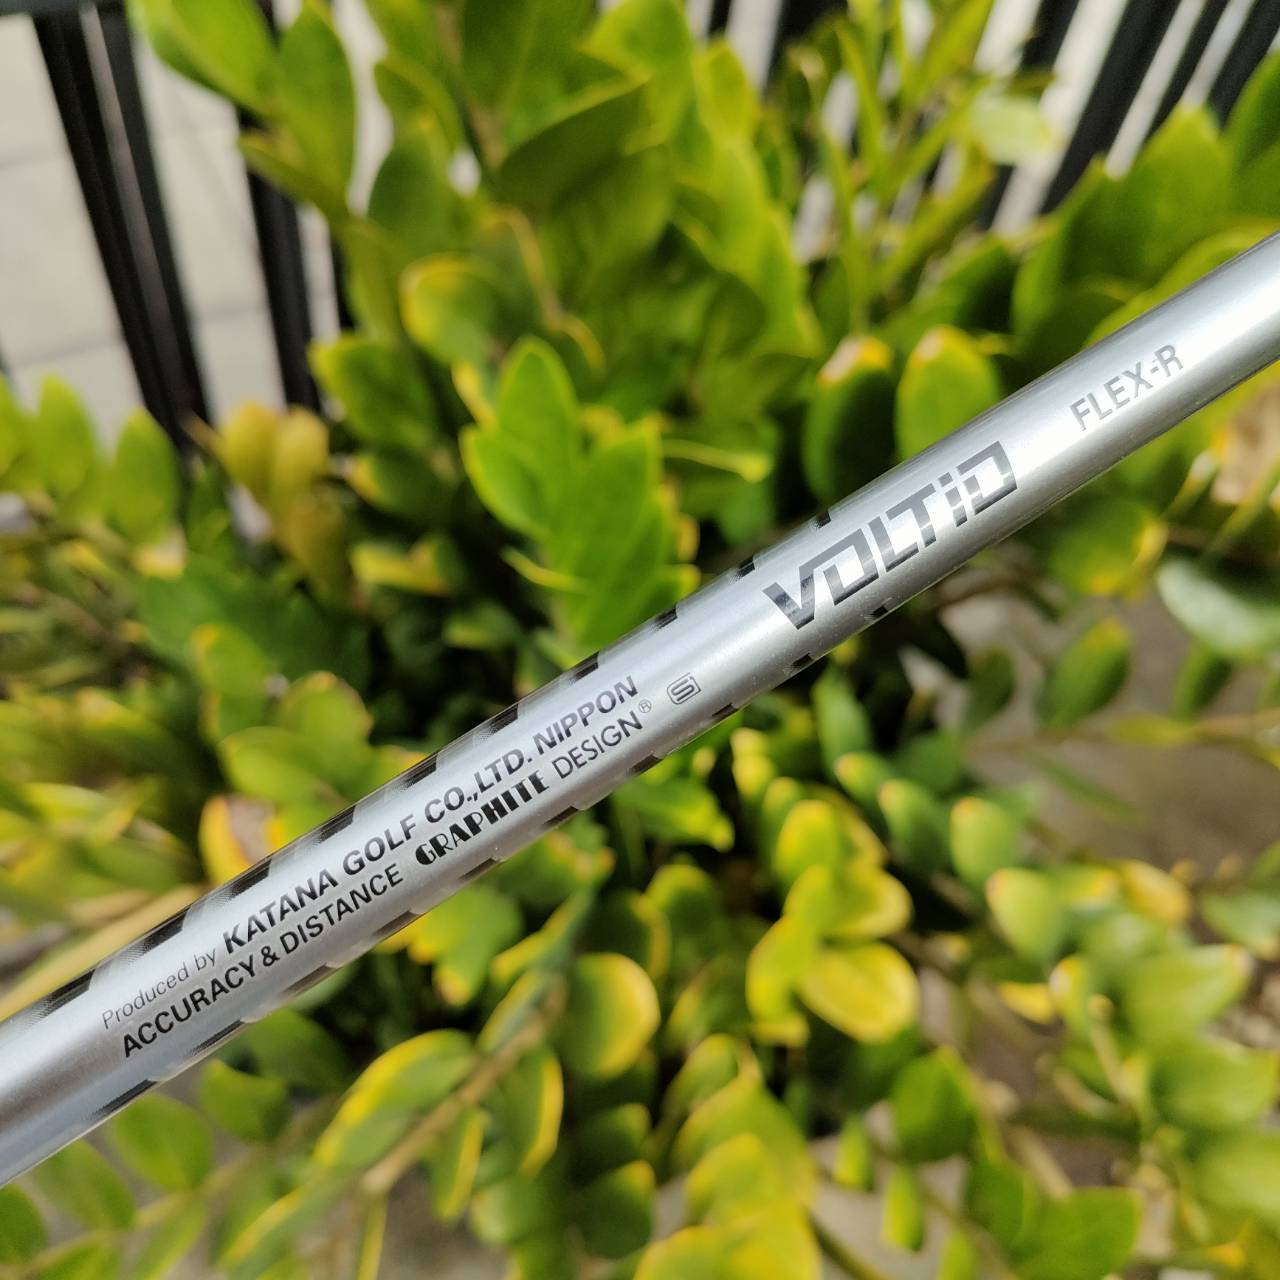 Produced by KATANA GOLF CO.,LTD. NIPPON
ACCURACY & DISTANCE GRAPHITE DESIGN®
VOLTiO
FLEX-R